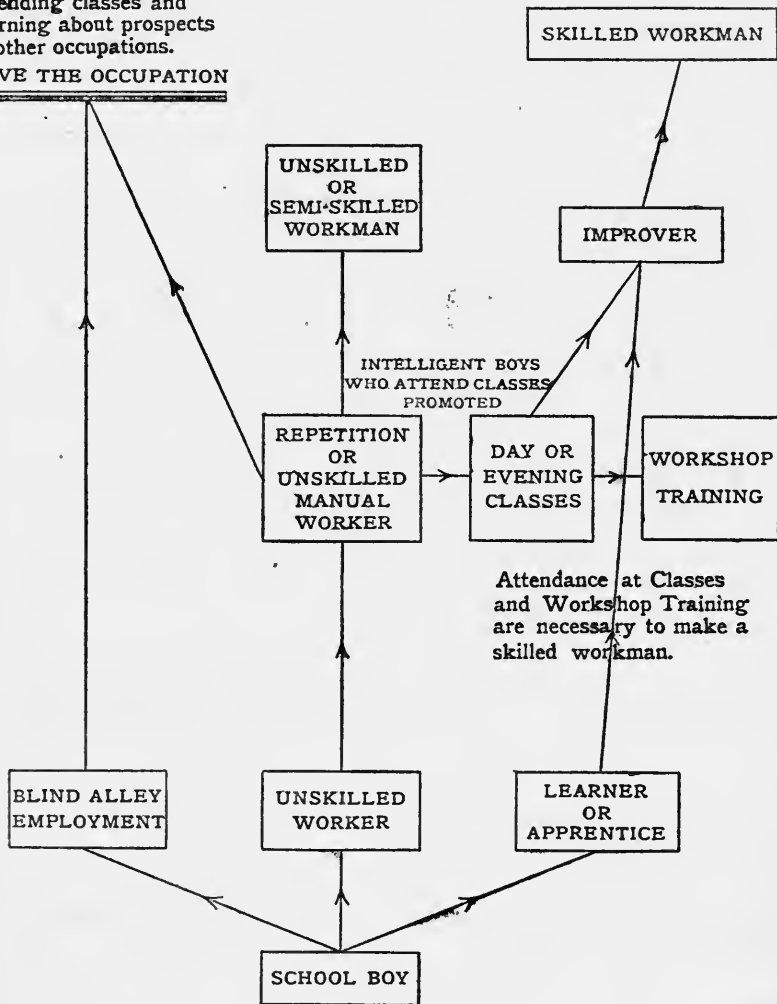 ending classes and
rning about prospects
other occupations.
VE THE OCCUPATION
SKILLED WORKMAN
UNSKILLED
OR
SEMI-SKILLED
WORKMAN
IMPROVER
INTELLIGENT BOYS
WHO ATTEND CLASSES
PROMOTED
REPETITION
OR
UNSKILLED
MANUAL
WORKER
DAY OR
EVENING
CLASSES
WORKSHOP
TRAINING
Attendance at Classes
and Workshop Training
are necessary to make a
skilled workman.
BLIND ALLEY
EMPLOYMENT
UNSKILLED
WORKER
LEARNER
OR
APPRENTICE
SCHOOL BOY